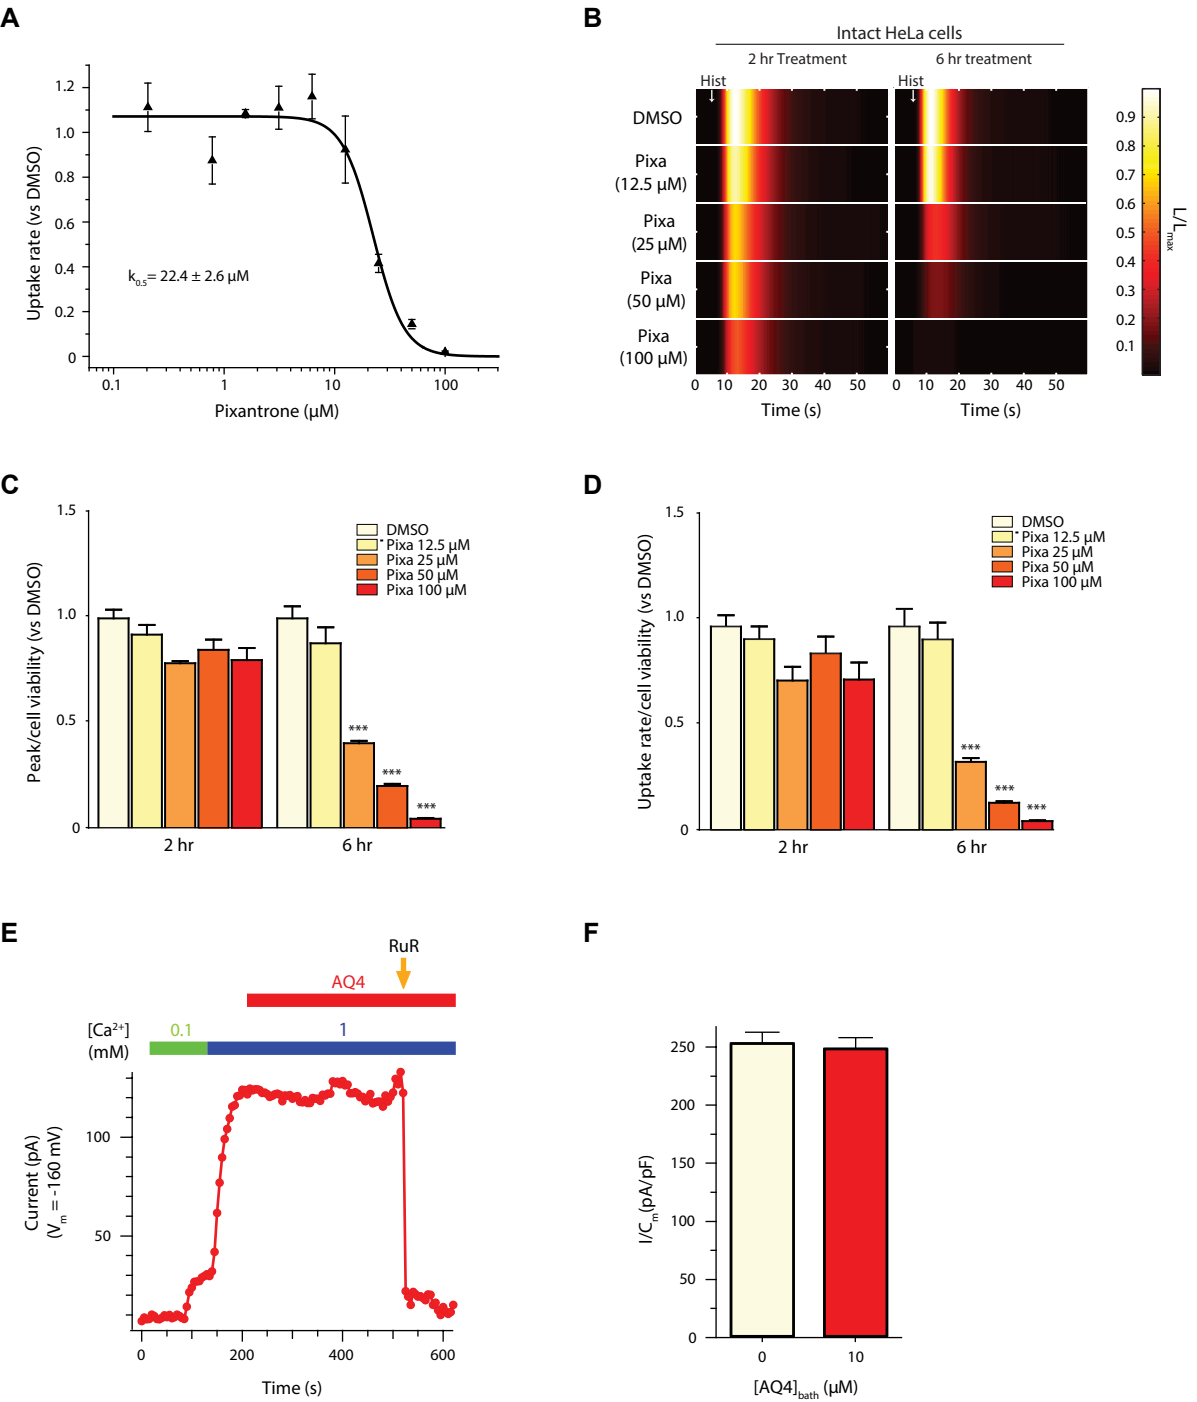 A
Uptake rate (vs DMSO)
1.2
1.0
0.8
0.6
0.4
0.2
0
k0.5= 22.4 ± 2.6 µM
0.1
1
10
100
Pixantrone (µM)
B
Intact HeLa cells
2 hr Treatment
6 hr treatment
Hist
Hist
DMSO
Pixa
(12.5 µM)
Pixa
(25 µM)
Pixa
(50 µM)
Pixa
(100 µM)
0 10 20 30 40 50
0 10 20 30 40 50
Time (s)
Time (s)
0.9
0.8
0.7
0.6
0.5
0.4
0.3
0.2
0.1
L/Lmax
C
Peak/cell viability (vs DMSO)
1.5
1.0
0.5
0
DMSO
Pixa 12.5 µM
Pixa 25 µM
Pixa 50 µM
Pixa 100 µM
***
***
***
2 hr
6 hr
D
Uptake rate/cell viability (vs DMSO)
1.5
1.0
0.5
0
DMSO
Pixa 12.5 µM
Pixa 25 µM
Pixa 50 µM
Pixa 100 µM
***
***
***
2 hr
6 hr
E
RuR
AQ4
[Ca2+]
(mM)
0.1
1
Current (pA)
(Vm = -160 mV)
100
50
0
200
400
600
Time (s)
F
I/Cm(pA/pF)
250
200
150
100
50
0
0
10
[AQ4]bath (µM)